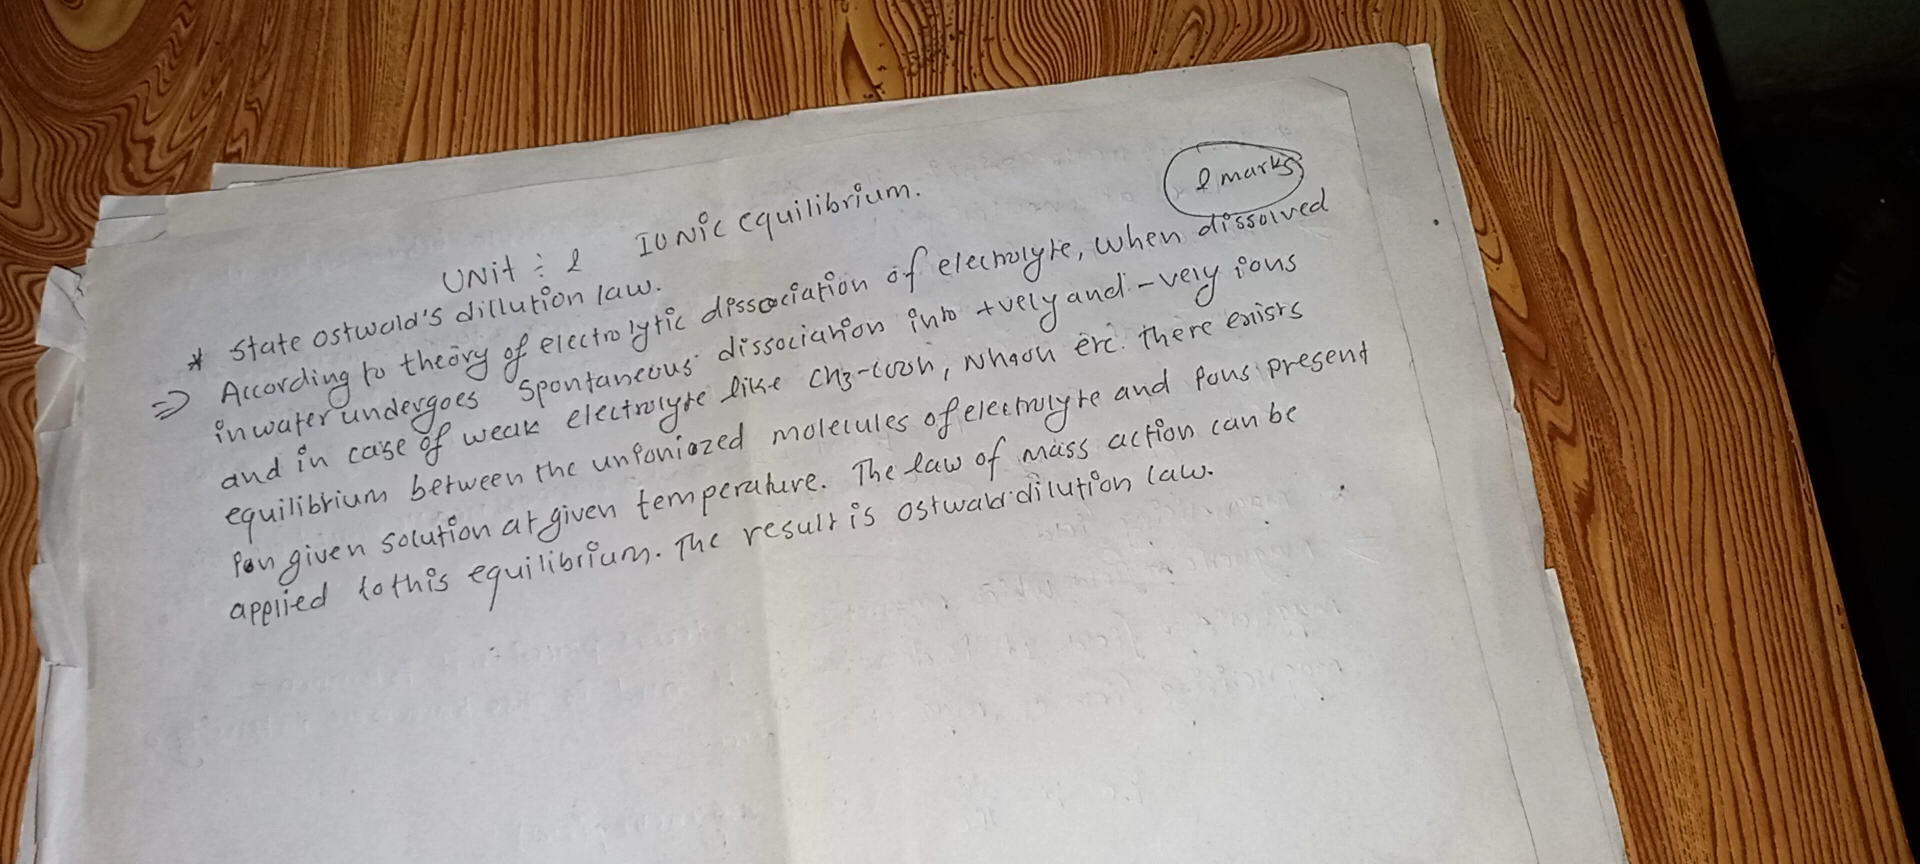 UNit : 2 IONic equilibrium.
2 marks
* State ostwald's dillution law.
⇒ According to theory of electrolytic dissociation of electrolyte, when dissolved
in water undergoes spontaneous dissociation into +vely and -vely ions
and in case of weak electrolyte like CH3-COOH, NH4OH etc. there exists
equilibrium between the unioniozed molecules of electrolyte and ions present
ion given solution at given temperature. The law of mass action can be
applied to this equilibrium. The result is ostwald dilution law.